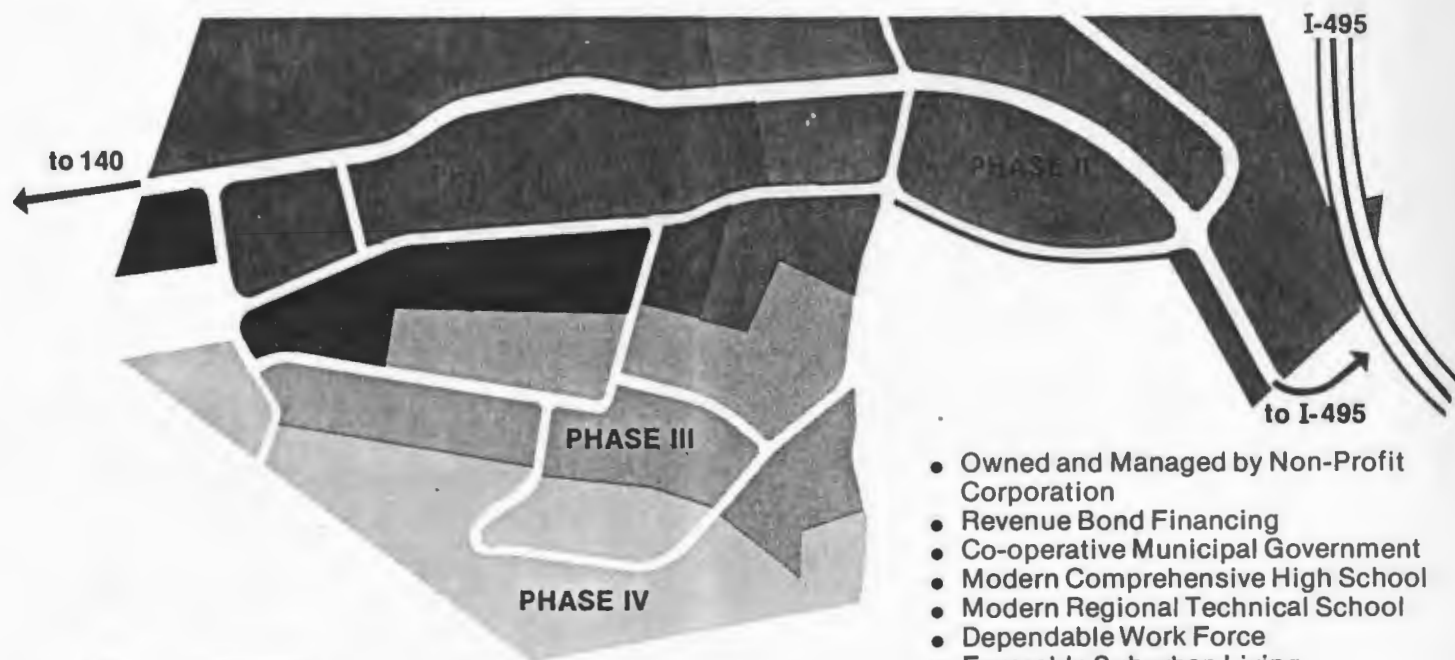 I-495
to 140
PHASE II
PHASE III
to I-495
PHASE IV
• Owned and Managed by Non-Profit
Corporation
• Revenue Bond Financing
• Co-operative Municipal Government
• Modern Comprehensive High School
• Modern Regional Technical School
• Dependable Work Force